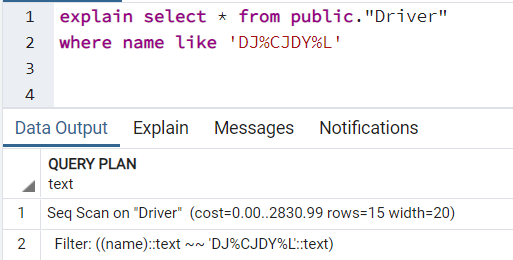 1 explain select * from public."Driver"
2 where name like 'DJ%CJDY%L'
3
4
Data Output Explain Messages Notifications
QUERY PLAN
text
1 Seq Scan on "Driver" (cost=0.00..2830.99 rows=15 width=20)
2 Filter: ((name)::text ~~ 'DJ%CJDY%L'::text)